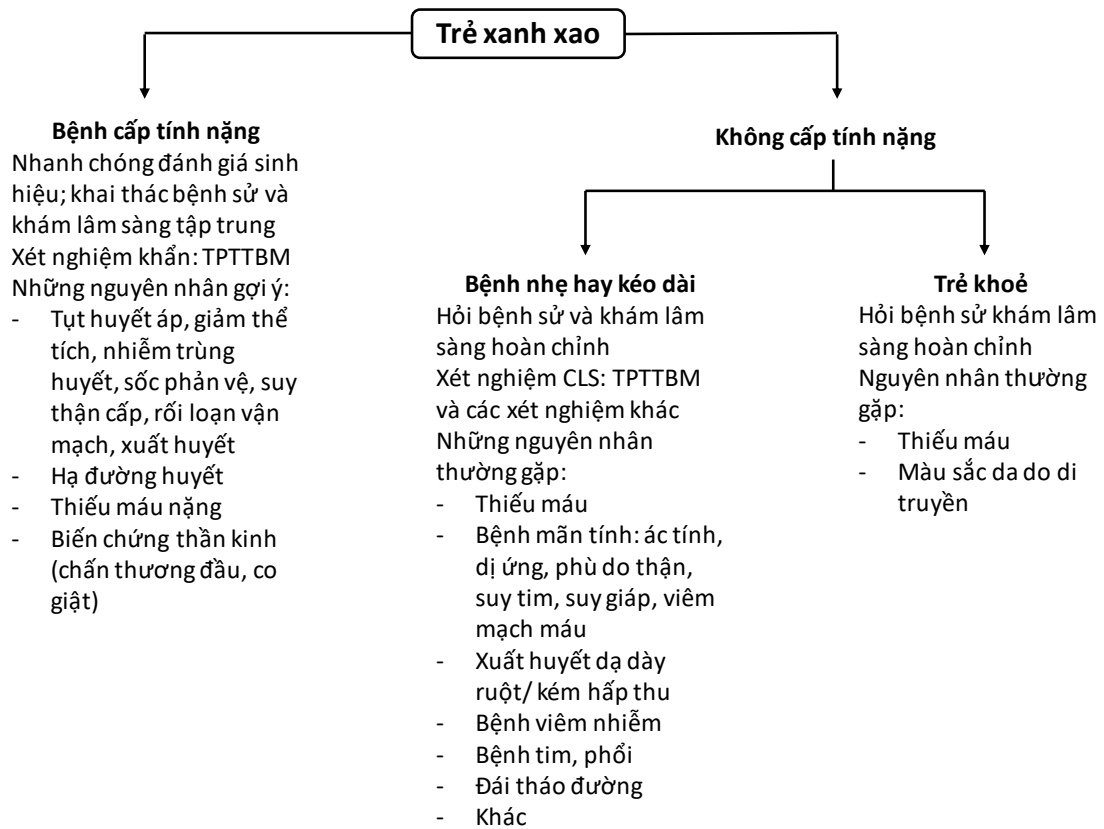 Trẻ xanh xao
Bệnh cấp tính nặng
Nhanh chóng đánh giá sinh
hiệu; khai thác bệnh sử và
khám lâm sàng tập trung
Xét nghiệm khẩn: TPTTBM
Những nguyên nhân gợi ý:
- Tụt huyết áp, giảm thể
tích, nhiễm trùng
huyết, sốc phản vệ, suy
thận cấp, rối loạn vận
mạch, xuất huyết
- Hạ đường huyết
- Thiếu máu nặng
- Biến chứng thần kinh
(chấn thương đầu, co
giật)
Không cấp tính nặng
Bệnh nhẹ hay kéo dài
Hỏi bệnh sử và khám lâm
sàng hoàn chỉnh
Xét nghiệm CLS: TPTTBM
và các xét nghiệm khác
Những nguyên nhân
thường gặp:
- Thiếu máu
- Bệnh mãn tính: ác tính,
dị ứng, phù do thận,
suy tim, suy giáp, viêm
mạch máu
- Xuất huyết dạ dày
ruột/ kém hấp thu
- Bệnh viêm nhiễm
- Bệnh tim, phổi
- Đái tháo đường
- Khác
Trẻ khoẻ
Hỏi bệnh sử khám lâm
sàng hoàn chỉnh
Nguyên nhân thường
gặp:
- Thiếu máu
- Màu sắc da do di
truyền